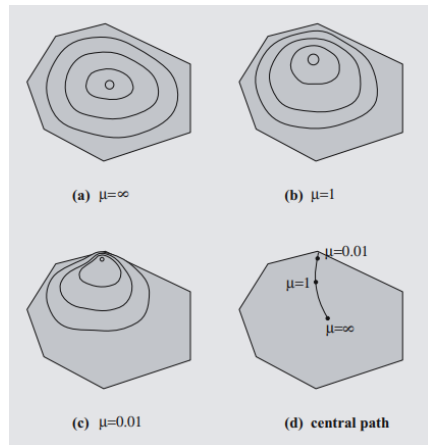 (a) μ=∞
(b) μ=1
μ=0.01
μ=1
μ=∞
(c) μ=0.01
(d) central path